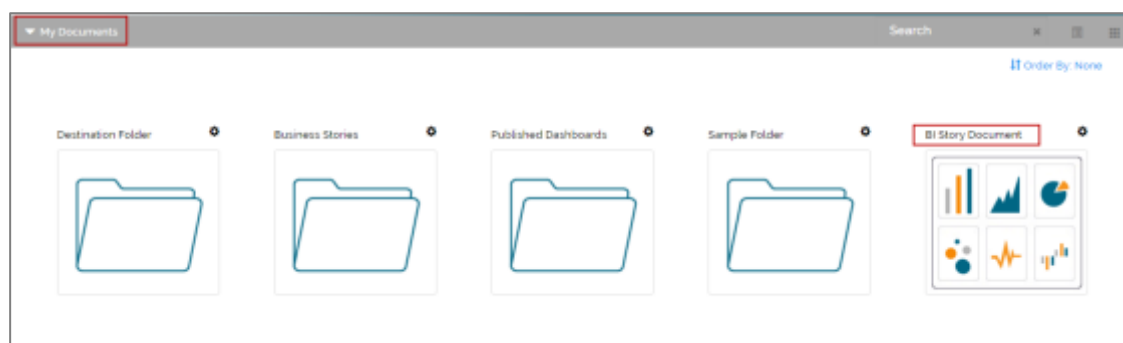 My Documents Search
Order By: None
Destination Folder Business Stories Published Dashboards Sample Folder BI Story Document